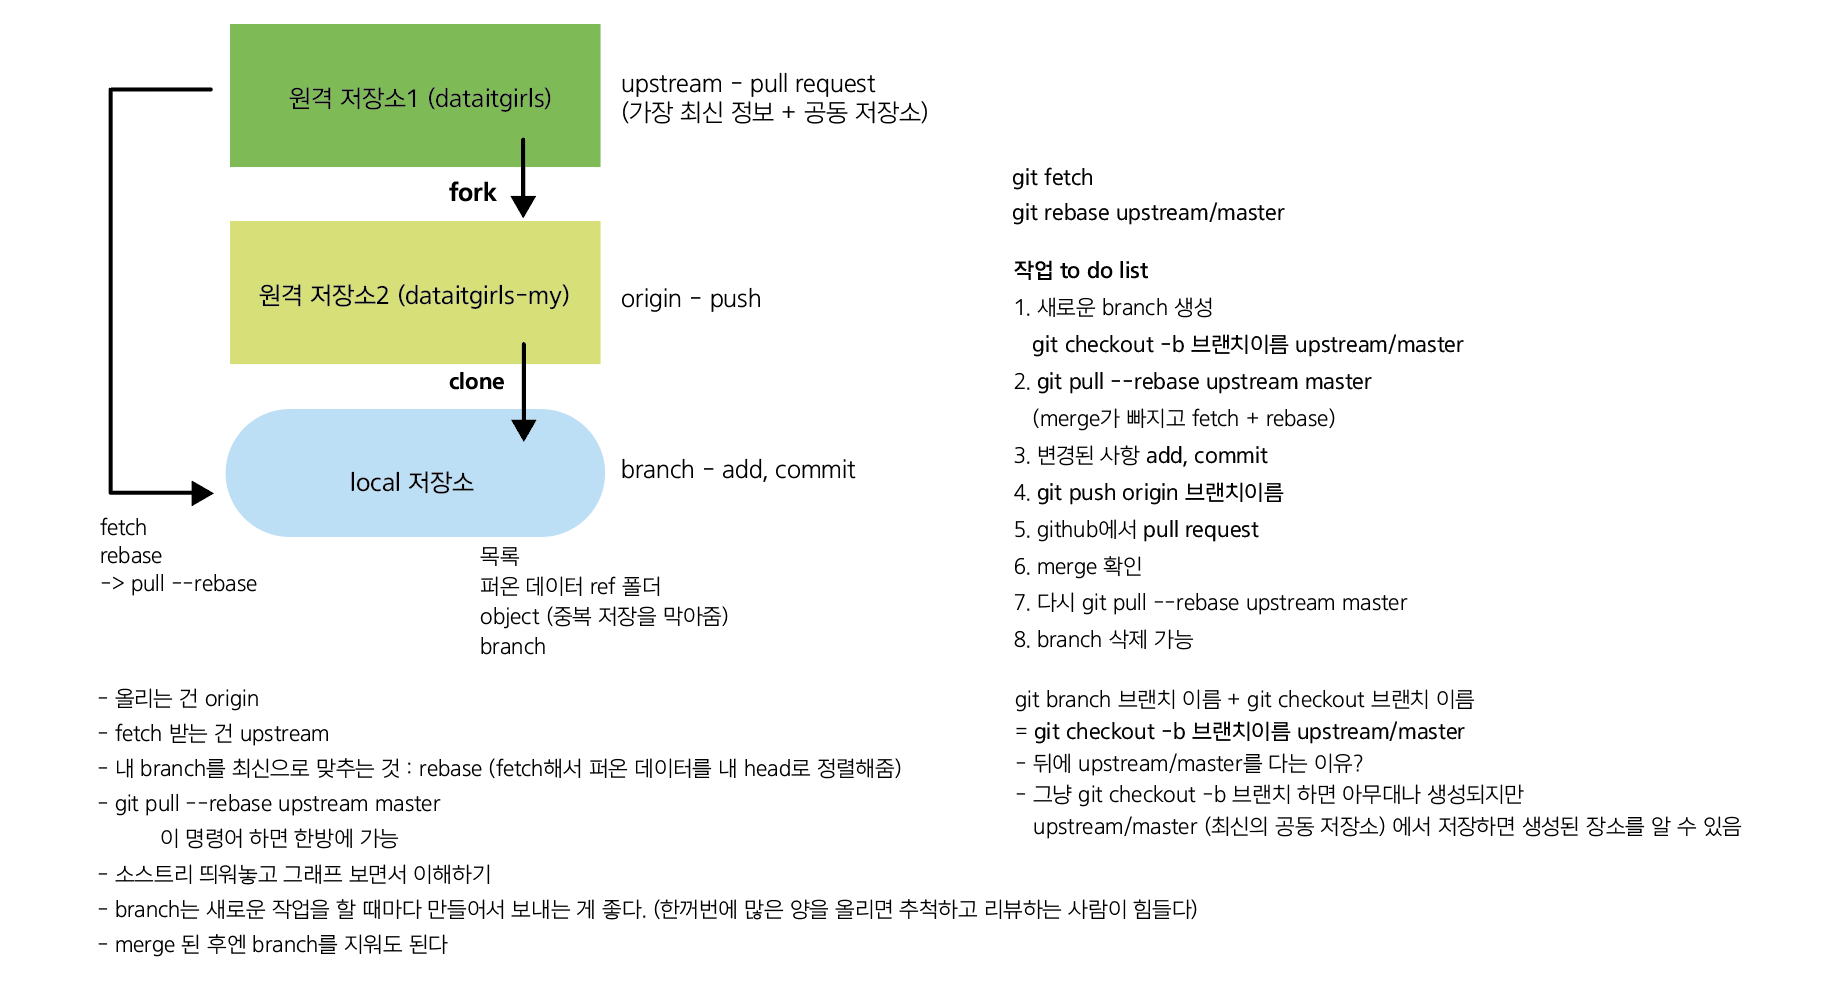 원격 저장소1 (dataitgirls)
upstream - pull request
(가장 최신 정보 + 공동 저장소)
fork
원격 저장소2 (dataitgirls-my)
origin - push
clone
local 저장소
branch - add, commit
fetch
rebase
-> pull --rebase
목록
퍼온 데이터 ref 폴더
object (중복 저장을 막아줌)
branch
- 올리는 건 origin
- fetch 받는 건 upstream
- 내 branch를 최신으로 맞추는 것 : rebase (fetch해서 퍼온 데이터를 내 head로 정렬해줌)
- git pull --rebase upstream master
이 명령어 하면 한방에 가능
- 소스트리 띄워놓고 그래프 보면서 이해하기
- branch는 새로운 작업을 할 때마다 만들어서 보내는 게 좋다. (한꺼번에 많은 양을 올리면 추척하고 리뷰하는 사람이 힘들다)
- merge 된 후엔 branch를 지워도 된다
git fetch
git rebase upstream/master
작업 to do list
1. 새로운 branch 생성
git checkout -b 브랜치이름 upstream/master
2. git pull --rebase upstream master
(merge가 빠지고 fetch + rebase)
3. 변경된 사항 add, commit
4. git push origin 브랜치이름
5. github에서 pull request
6. merge 확인
7. 다시 git pull --rebase upstream master
8. branch 삭제 가능
git branch 브랜치 이름 + git checkout 브랜치 이름
= git checkout -b 브랜치이름 upstream/master
- 뒤에 upstream/master를 다는 이유?
- 그냥 git checkout -b 브랜치 하면 아무대나 생성되지만
upstream/master (최신의 공동 저장소) 에서 저장하면 생성된 장소를 알 수 있음